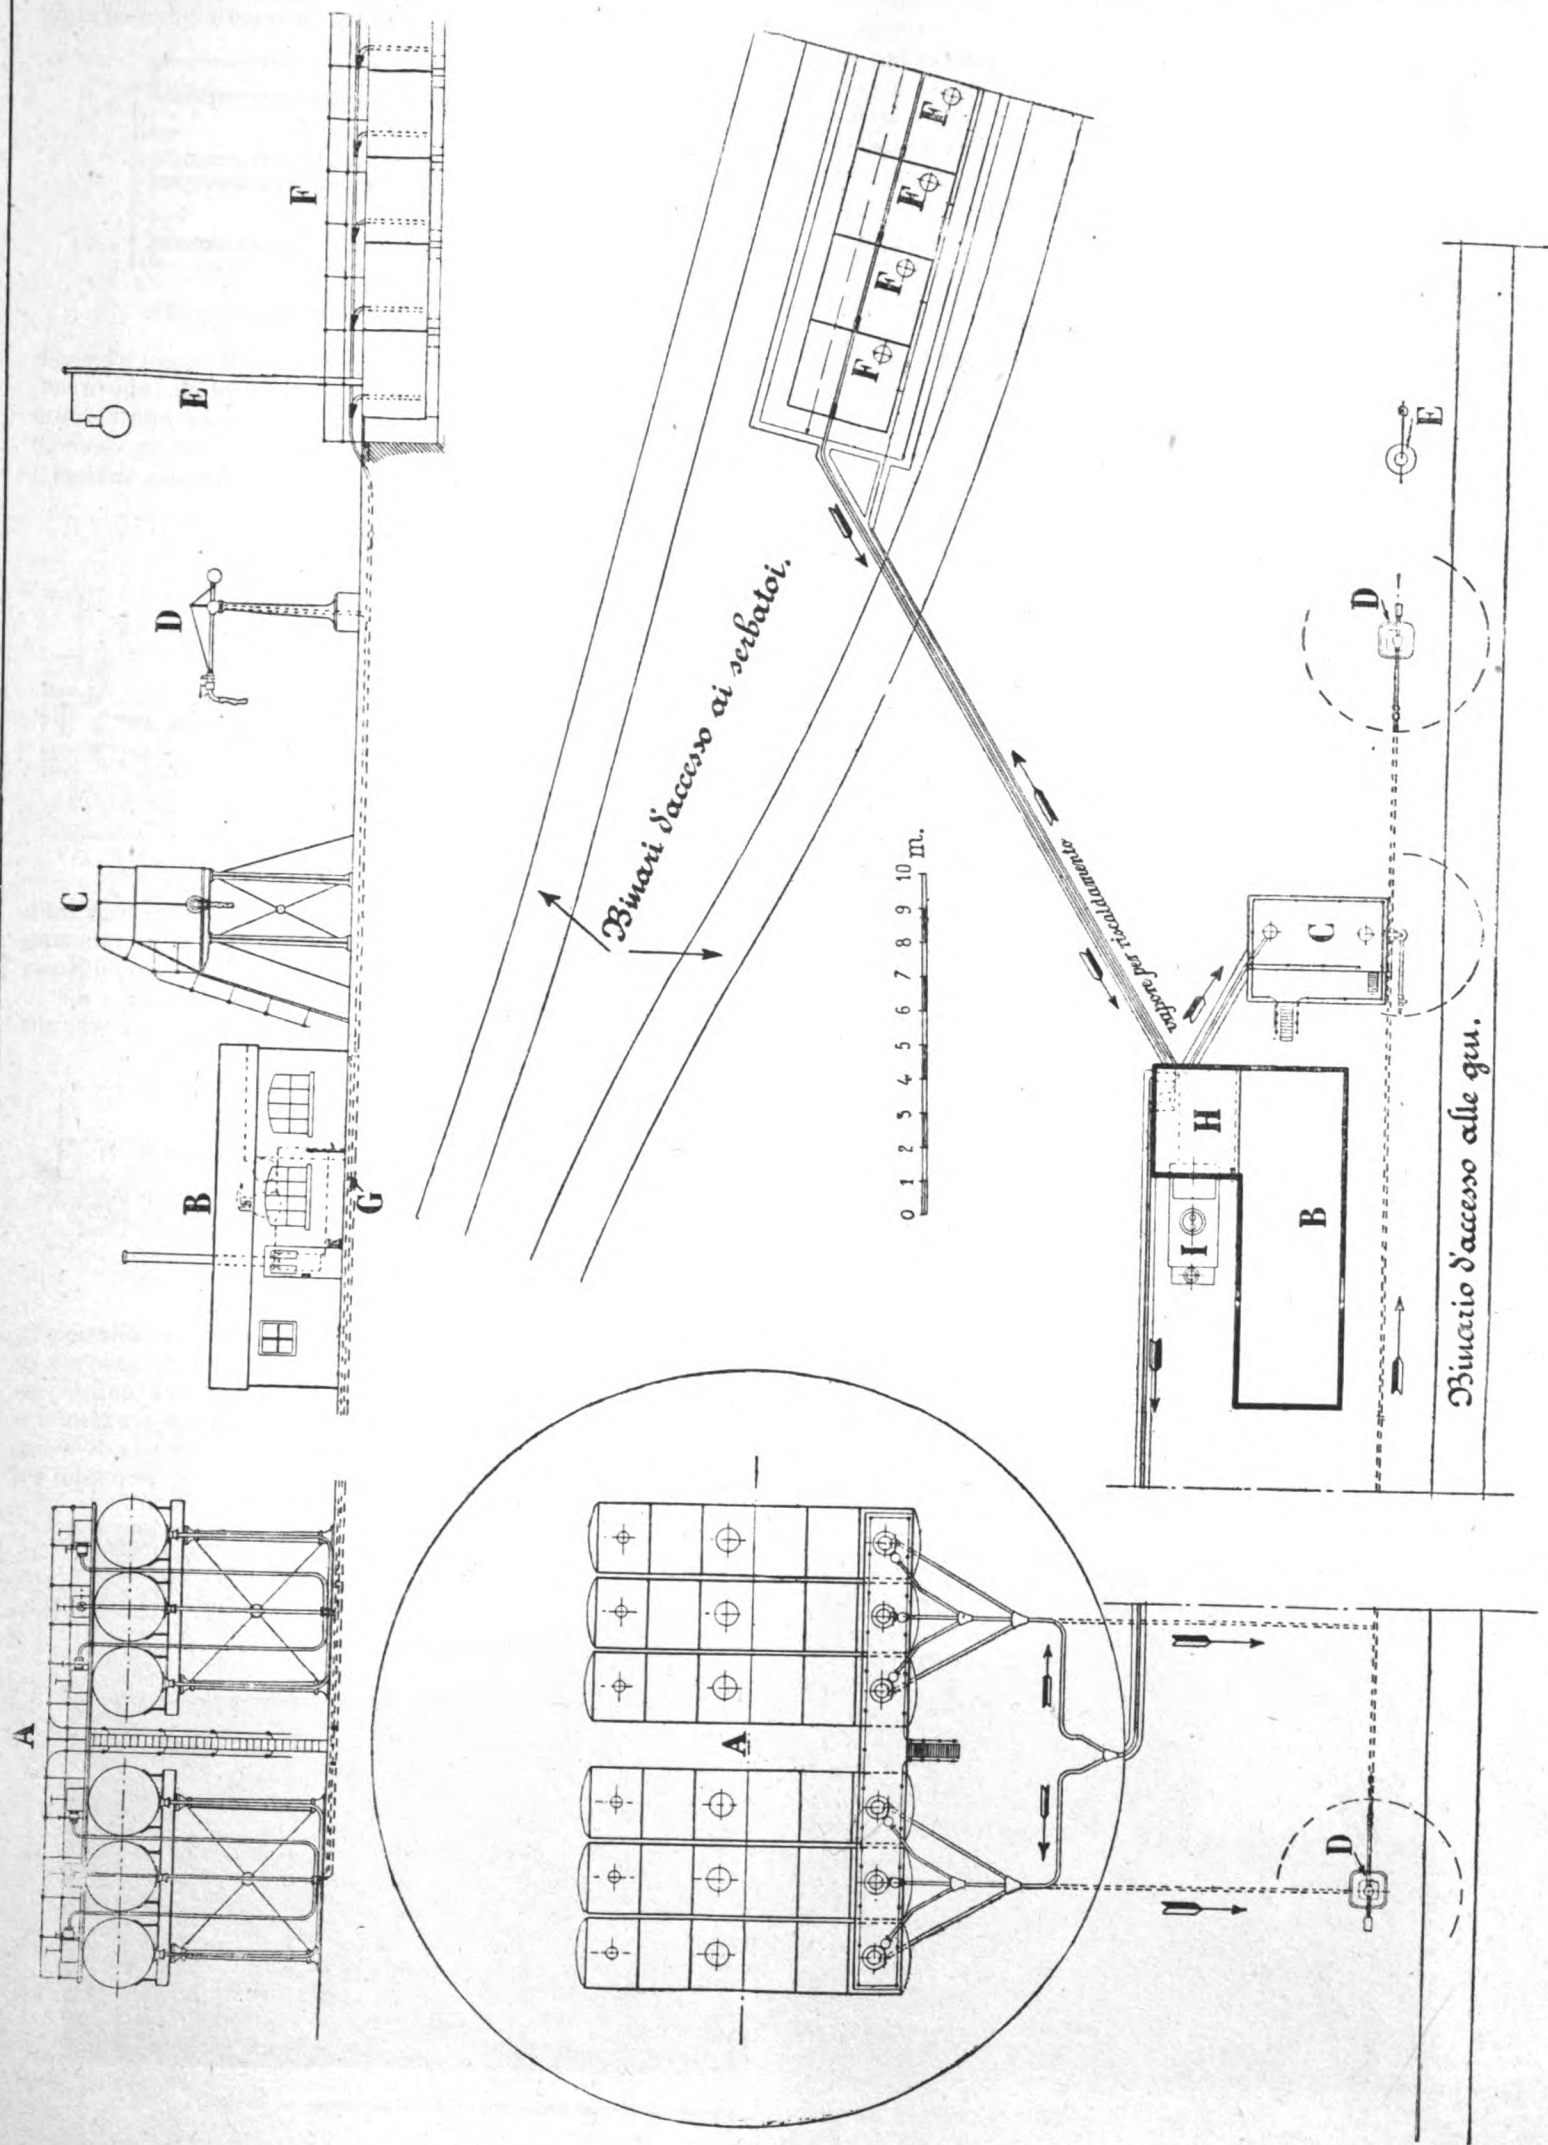 A
B
C
D
E
F
G
A
Binari d'accesso ai serbatoi.
F
F
F
F
0 1 2 3 4 5 6 7 8 9 10 m.
vapore per riscaldamento
H
I
B
C
D
D
E
Binario d'accesso alle gru.